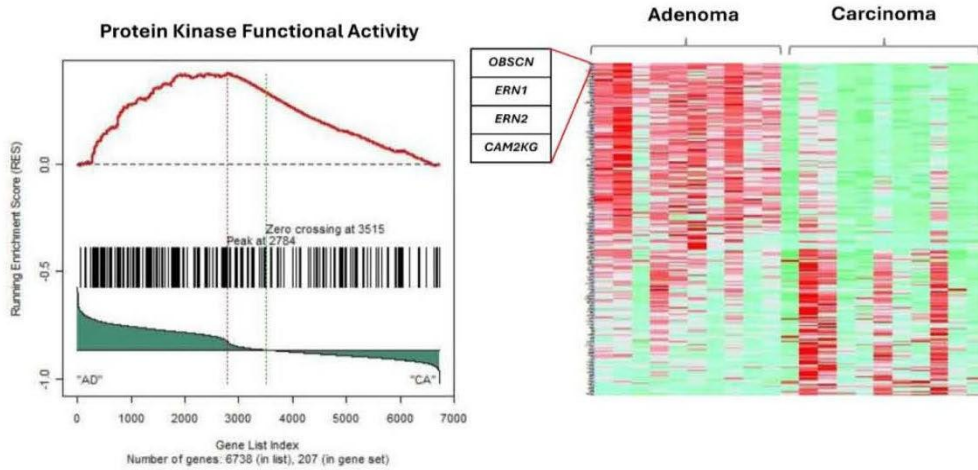 Protein Kinase Functional Activity
Running Enrichment Score (RES)
0.0
-0.5
-1.0
Zero crossing at 3515
Peak at 2784
"AD"
"CA"
0 1000 2000 3000 4000 5000 6000 7000
Gene List Index
Number of genes: 6738 (in list), 207 (in gene set)
Adenoma
Carcinoma
OBSCN
ERN1
ERN2
CAM2KG